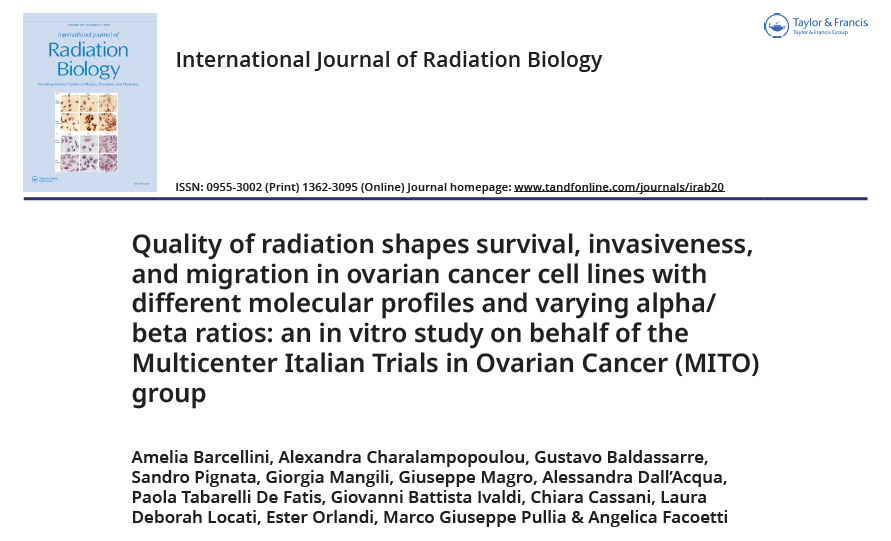 International Journal of
Radiation
Biology
Taylor & Francis
Taylor & Francis Group
International Journal of Radiation Biology
ISSN: 0955-3002 (Print) 1362-3095 (Online) Journal homepage: www.tandfonline.com/journals/irab20
Quality of radiation shapes survival, invasiveness,
and migration in ovarian cancer cell lines with
different molecular profiles and varying alpha/
beta ratios: an in vitro study on behalf of the
Multicenter Italian Trials in Ovarian Cancer (MITO)
group
Amelia Barcellini, Alexandra Charalampopoulou, Gustavo Baldassarre,
Sandro Pignata, Giorgia Mangili, Giuseppe Magro, Alessandra Dall’Acqua,
Paola Tabarelli De Fatis, Giovanni Battista Ivaldi, Chiara Cassani, Laura
Deborah Locati, Ester Orlandi, Marco Giuseppe Pullia & Angelica Facoetti